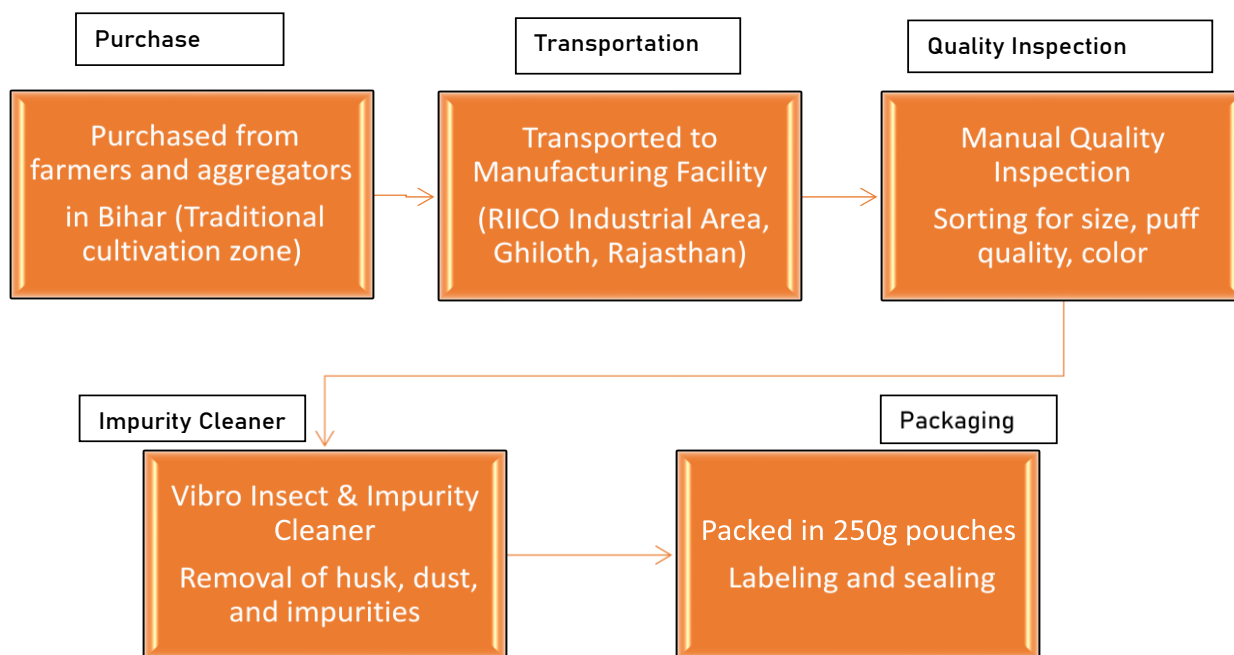 Purchase
Purchased from
farmers and aggregators
in Bihar (Traditional
cultivation zone)
Transportation
Transported to
Manufacturing Facility
(RIICO Industrial Area,
Ghiloth, Rajasthan)
Quality Inspection
Manual Quality
Inspection
Sorting for size, puff
quality, color
Impurity Cleaner
Vibro Insect & Impurity
Cleaner
Removal of husk, dust,
and impurities
Packaging
Packed in 250g pouches
Labeling and sealing